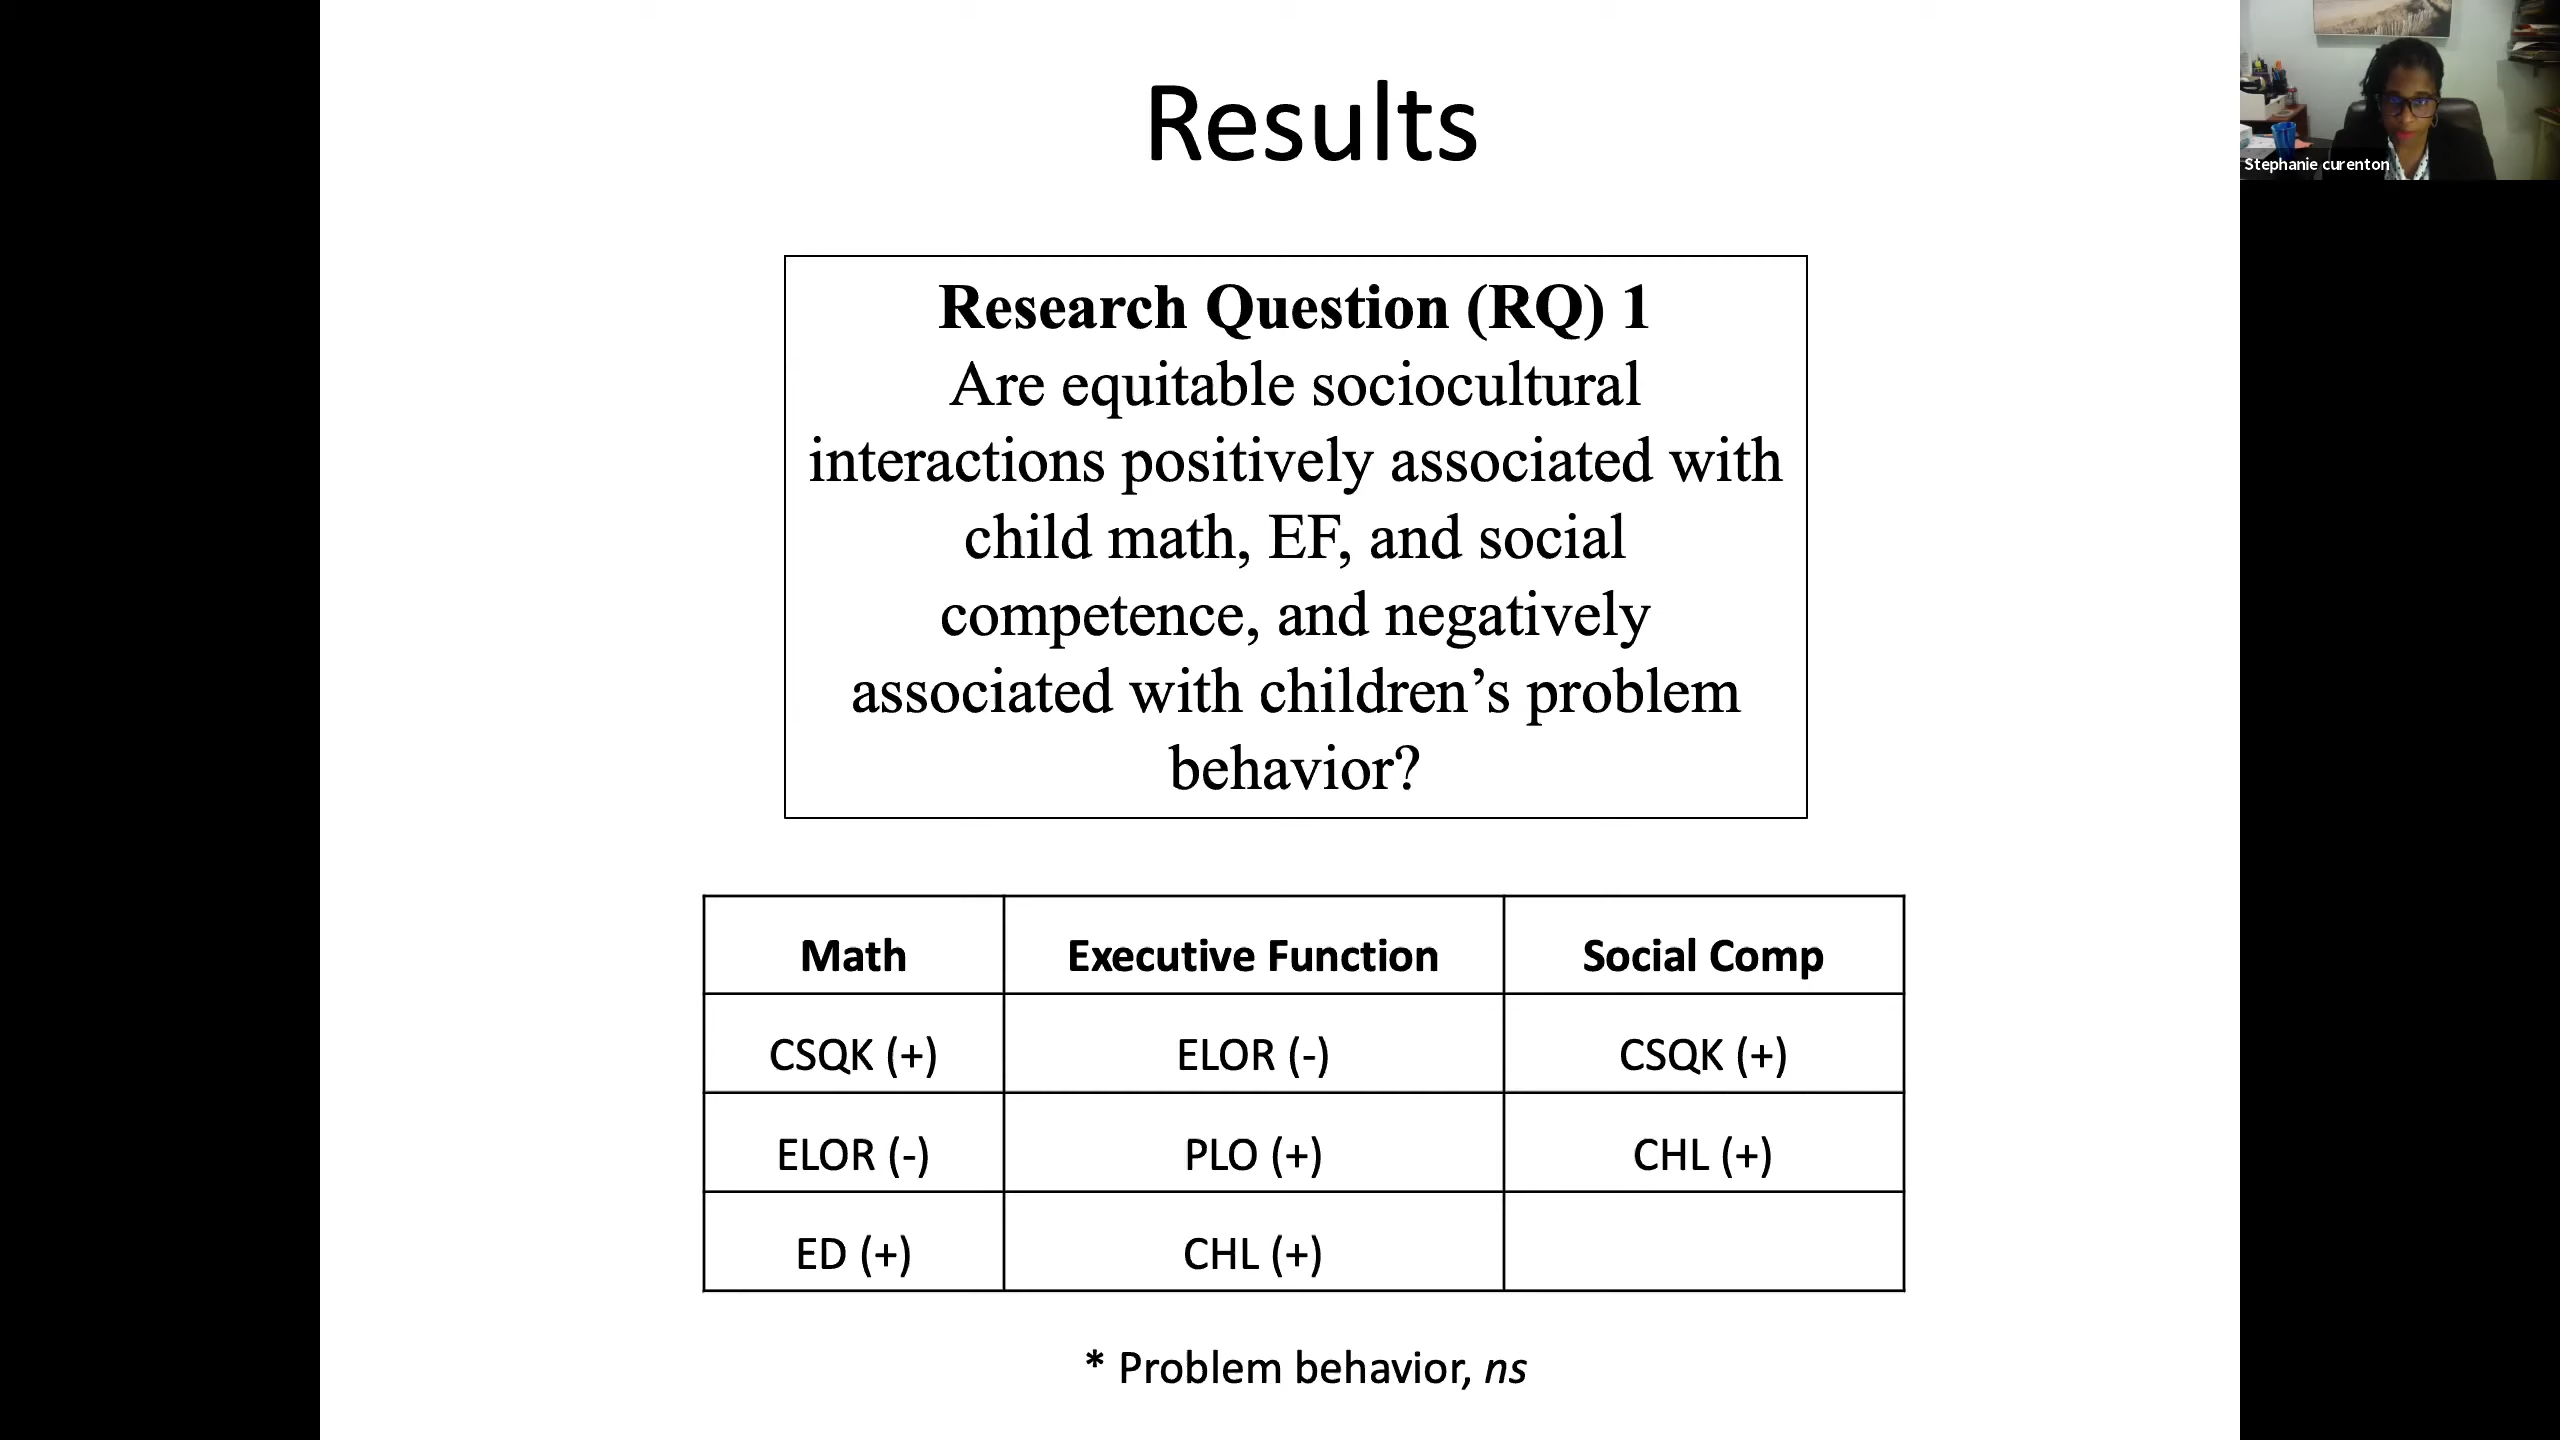 Results
Stephanie curenton
Research Question (RQ) 1
Are equitable sociocultural
interactions positively associated with
child math, EF, and social
competence, and negatively
associated with children’s problem
behavior?
Math Executive Function Social Comp
CSQK (+) ELOR (-) CSQK (+)
ELOR (-) PLO (+) CHL (+)
ED (+) CHL (+)
* Problem behavior, ns